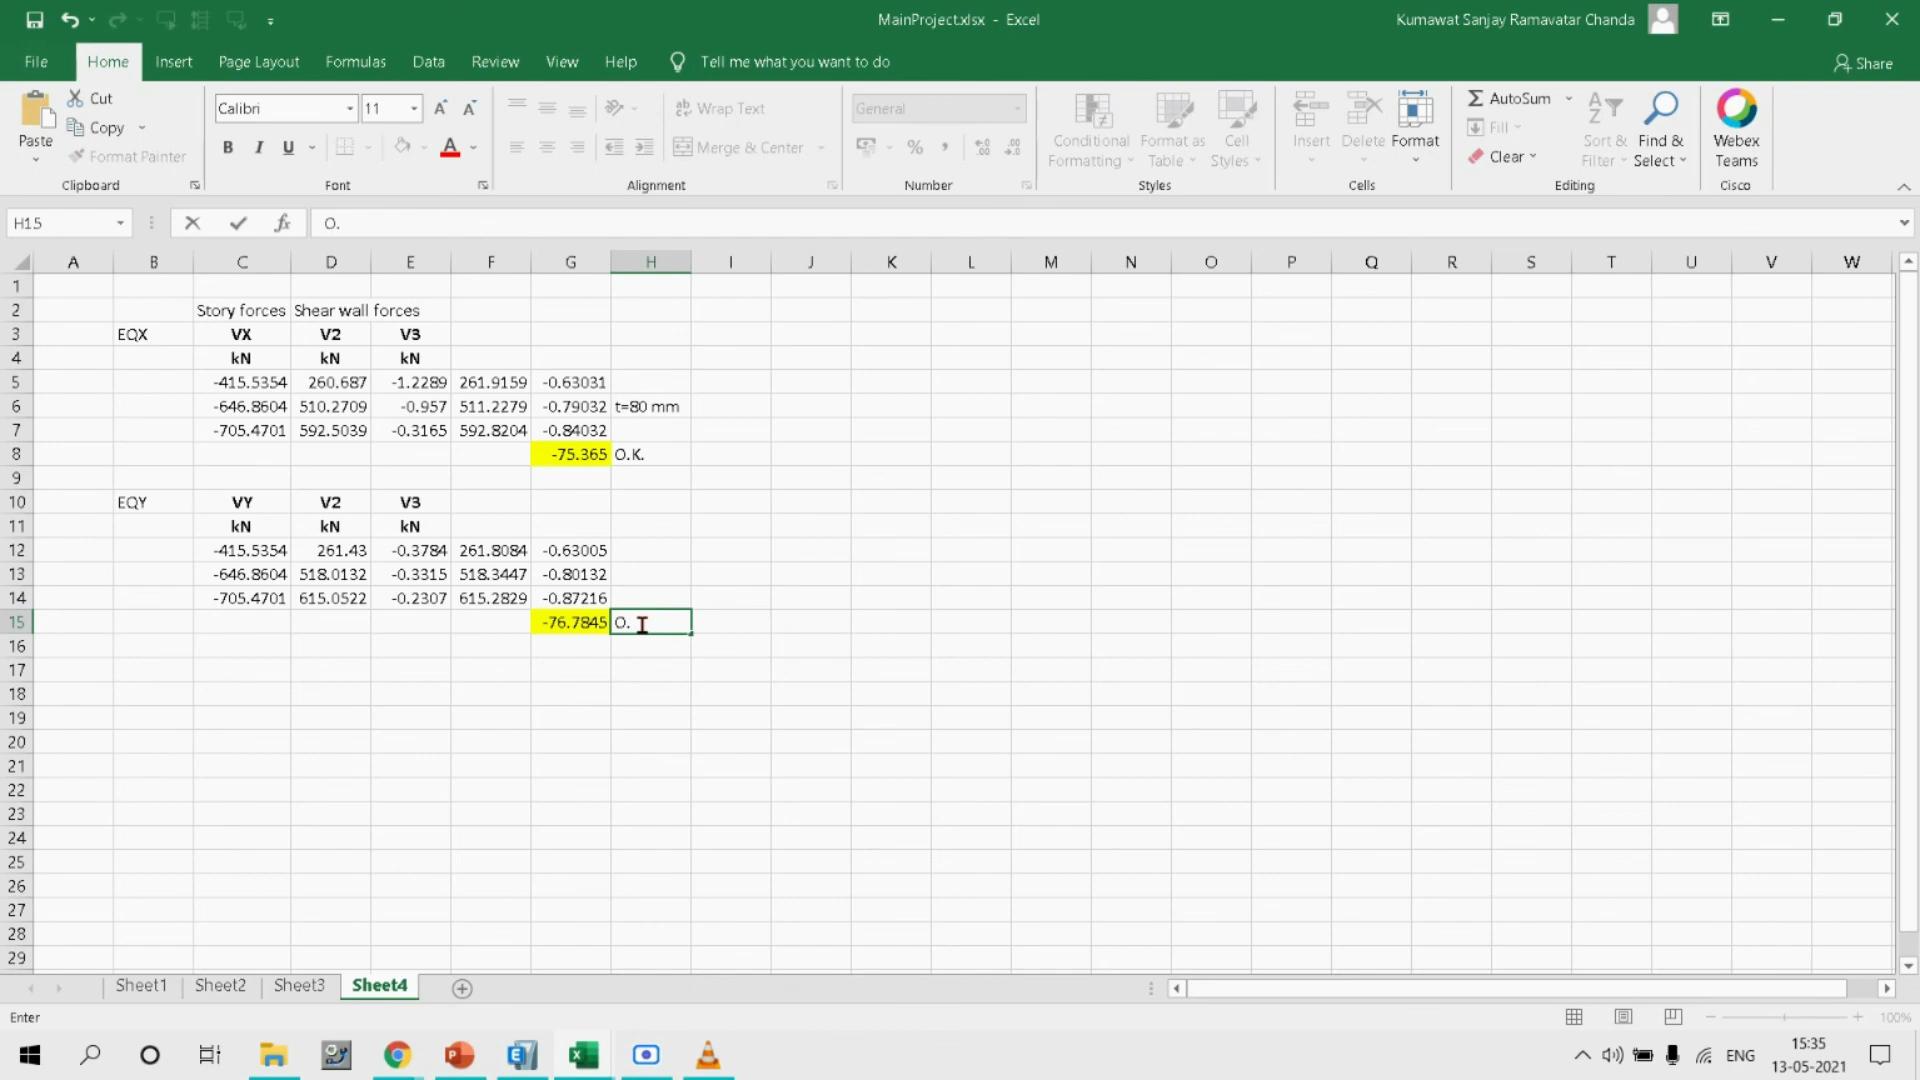 MainProject.xlsx - Excel
Kumawat Sanjay Ramavatar Chanda
File Home Insert Page Layout Formulas Data Review View Help Tell me what you want to do Share
Paste
Cut
Copy
Format Painter
Clipboard
Calibri 11
B I U
Font
Wrap Text
Merge & Center
Alignment
General
Number
Conditional Formatting
Format as Table
Cell Styles
Styles
Insert Delete Format
Cells
AutoSum
Fill
Clear
Sort & Filter
Find & Select
Editing
Webex Teams
Cisco
H15 O.
A B C D E F G H I J K L M N O P Q R S T U V W
1
2 Story forces Shear wall forces
3 EQX VX V2 V3
4 kN kN kN
5 -415.5354 260.687 -1.2289 261.9159 -0.63031
6 -646.8604 510.2709 -0.957 511.2279 -0.79032 t=80 mm
7 -705.4701 592.5039 -0.3165 592.8204 -0.84032
8 -75.365 O.K.
9
10 EQY VY V2 V3
11 kN kN kN
12 -415.5354 261.43 -0.3784 261.8084 -0.63005
13 -646.8604 518.0132 -0.3315 518.3447 -0.80132
14 -705.4701 615.0522 -0.2307 615.2829 -0.87216
15 -76.7845 O.
16
17
18
19
20
21
22
23
24
25
26
27
28
29
Sheet1 Sheet2 Sheet3 Sheet4
Enter
100%
ENG
15:35
13-05-2021